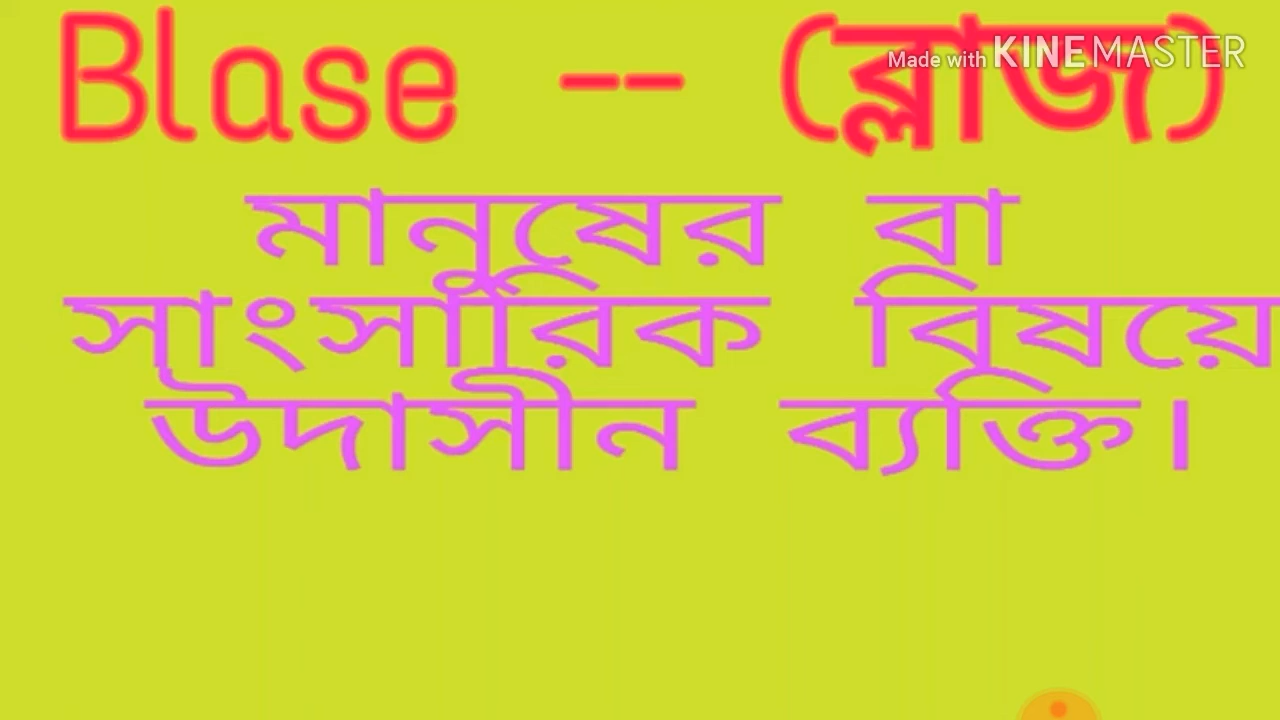 Blase -- (ব্লাজ)
Made with KINEMASTER
মানুষের বা
সাংসারিক বিষয়ে
উদাসীন ব্যক্তি।